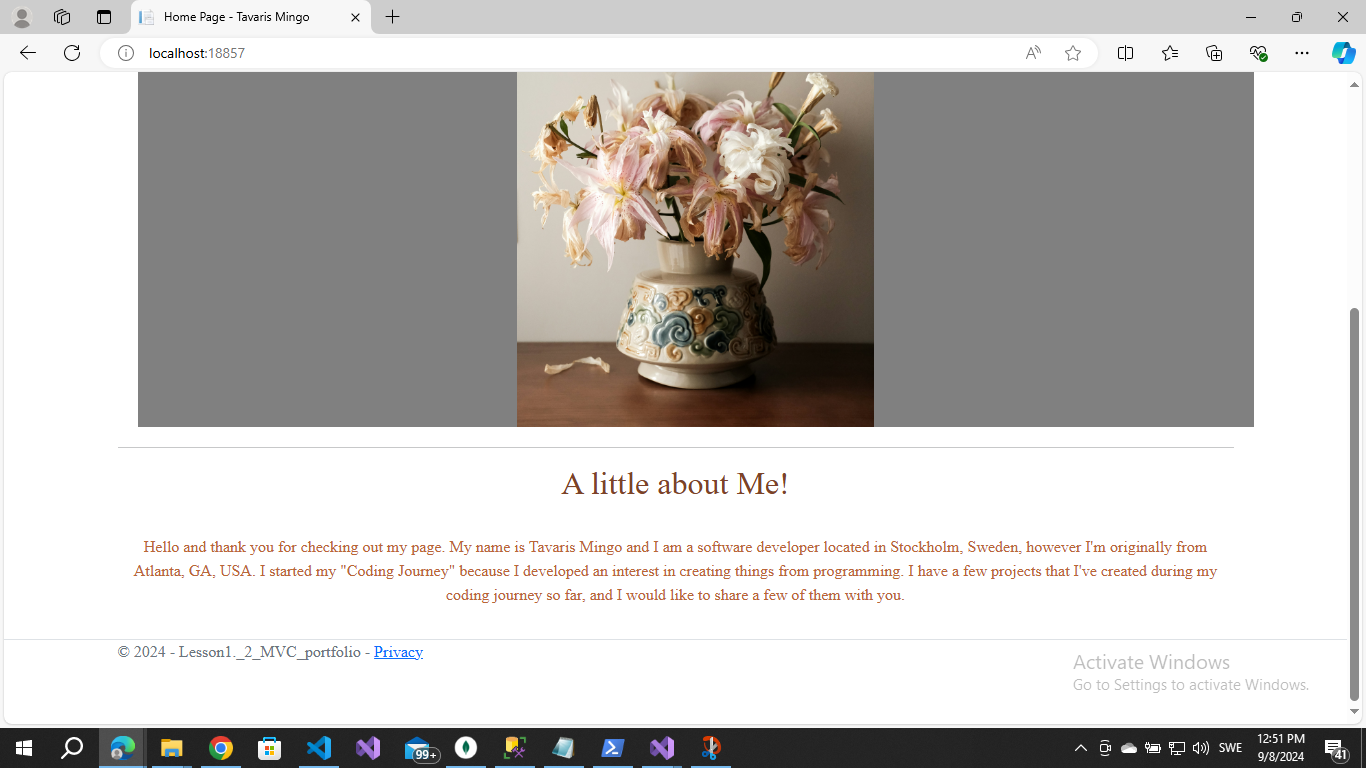 Home Page - Tavaris Mingo
localhost:18857
A little about Me!
Hello and thank you for checking out my page. My name is Tavaris Mingo and I am a software developer located in Stockholm, Sweden, however I'm originally from
Atlanta, GA, USA. I started my "Coding Journey" because I developed an interest in creating things from programming. I have a few projects that I've created during my
coding journey so far, and I would like to share a few of them with you.
© 2024 - Lesson1._2_MVC_portfolio - Privacy
Activate Windows
Go to Settings to activate Windows.
99+
SWE
12:51 PM
9/8/2024
41